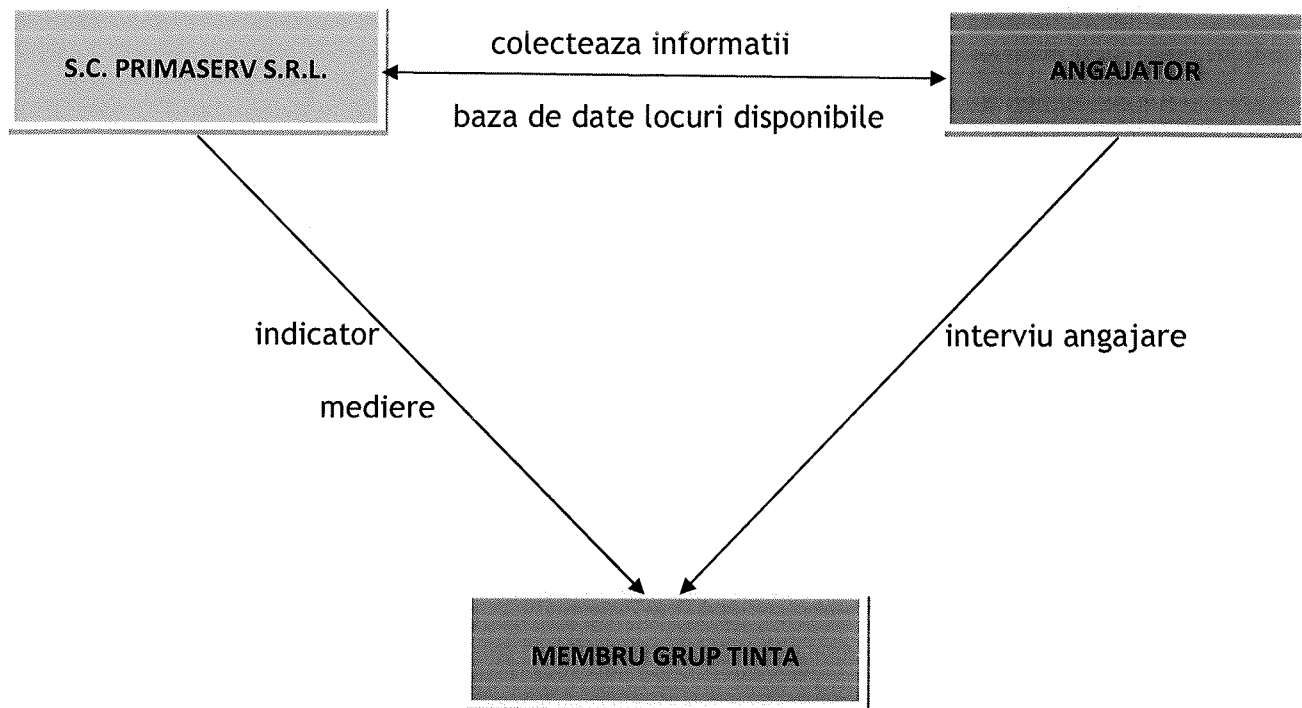 colecteaza informatii
S.C. PRIMASERV S.R.L.
ANGAJATOR
baza de date locuri disponibile
indicator
interviu angajare
mediere
MEMBRU GRUP TINTA